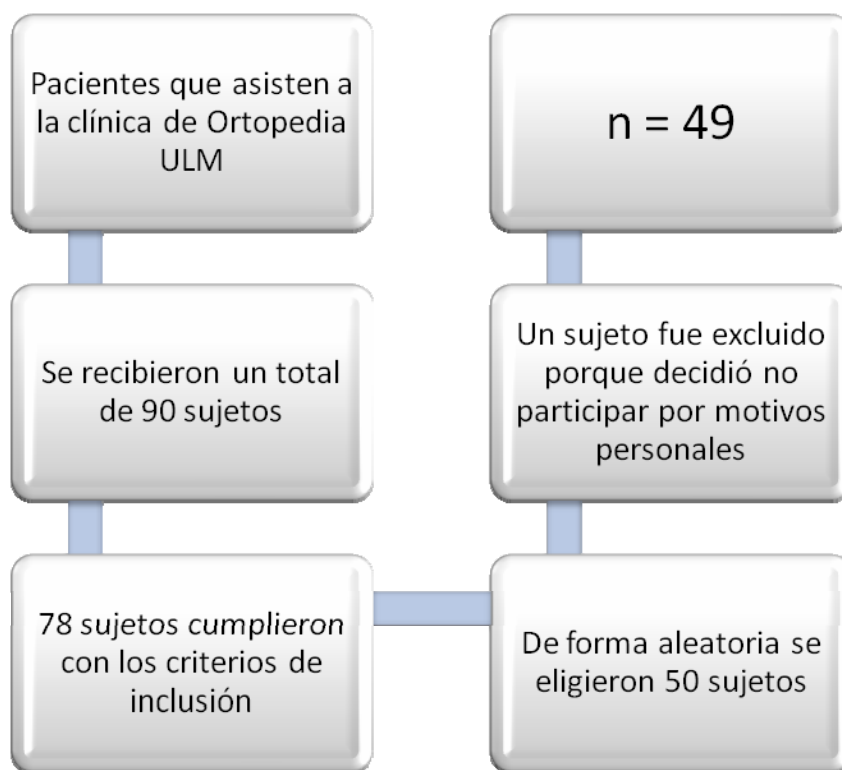 Pacientes que asisten a
la clínica de Ortopedia
ULM
Se recibieron un total
de 90 sujetos
78 sujetos cumplieron
con los criterios de
inclusión
De forma aleatoria se
eligieron 50 sujetos
Un sujeto fue excluido
porque decidió no
participar por motivos
personales
n = 49